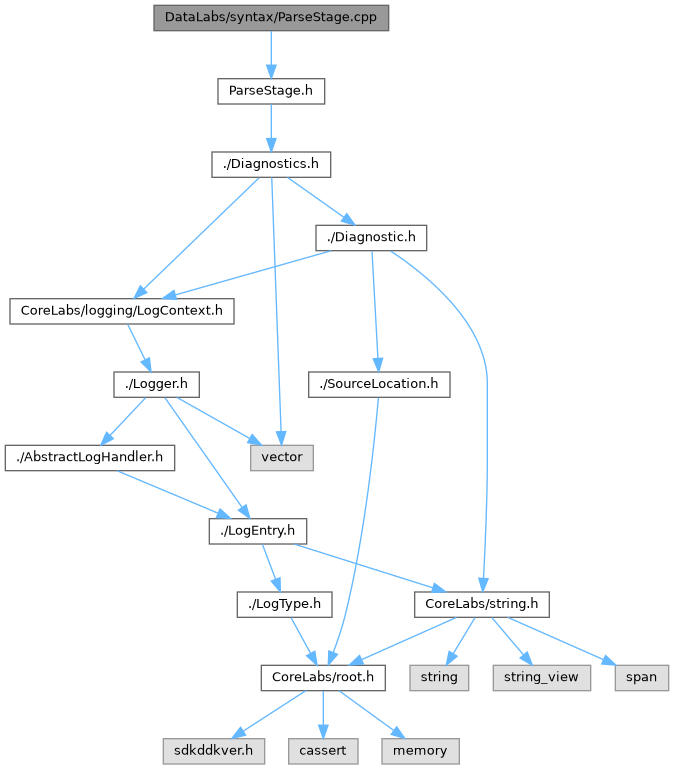 DataLabs/syntax/ParseStage.cpp
ParseStage.h
./Diagnostics.h
./Diagnostic.h
CoreLabs/logging/LogContext.h
./Logger.h
./SourceLocation.h
./AbstractLogHandler.h
vector
./LogEntry.h
./LogType.h
CoreLabs/string.h
CoreLabs/root.h
string
string_view
span
sdkddkver.h
cassert
memory